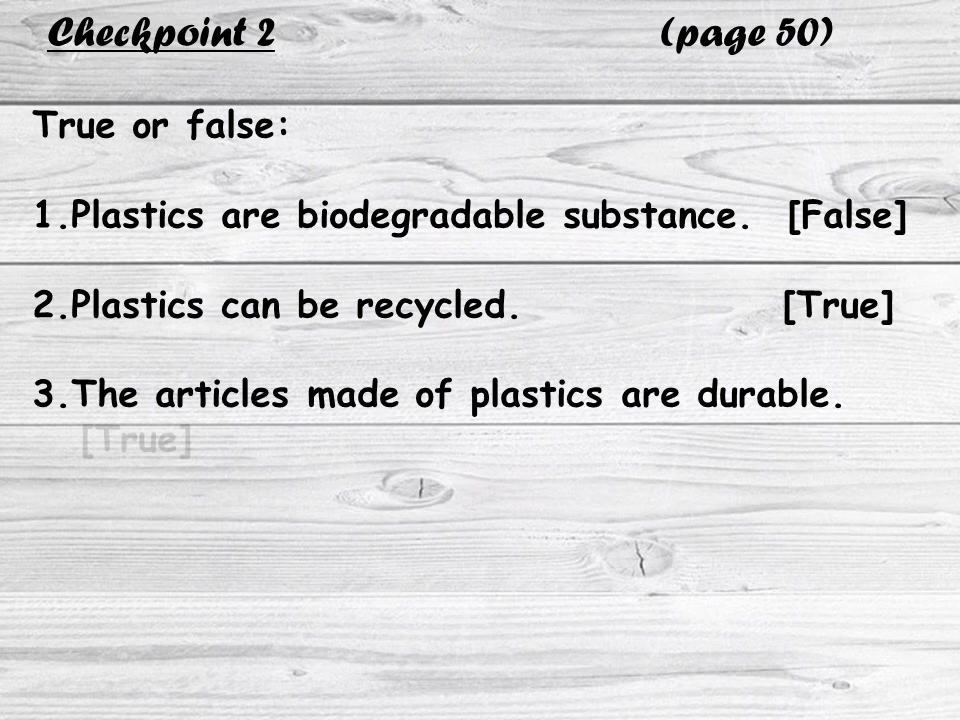 Checkpoint 2 (page 50)
True or false:
1.Plastics are biodegradable substance. [False]
2.Plastics can be recycled. [True]
3.The articles made of plastics are durable.
[True]